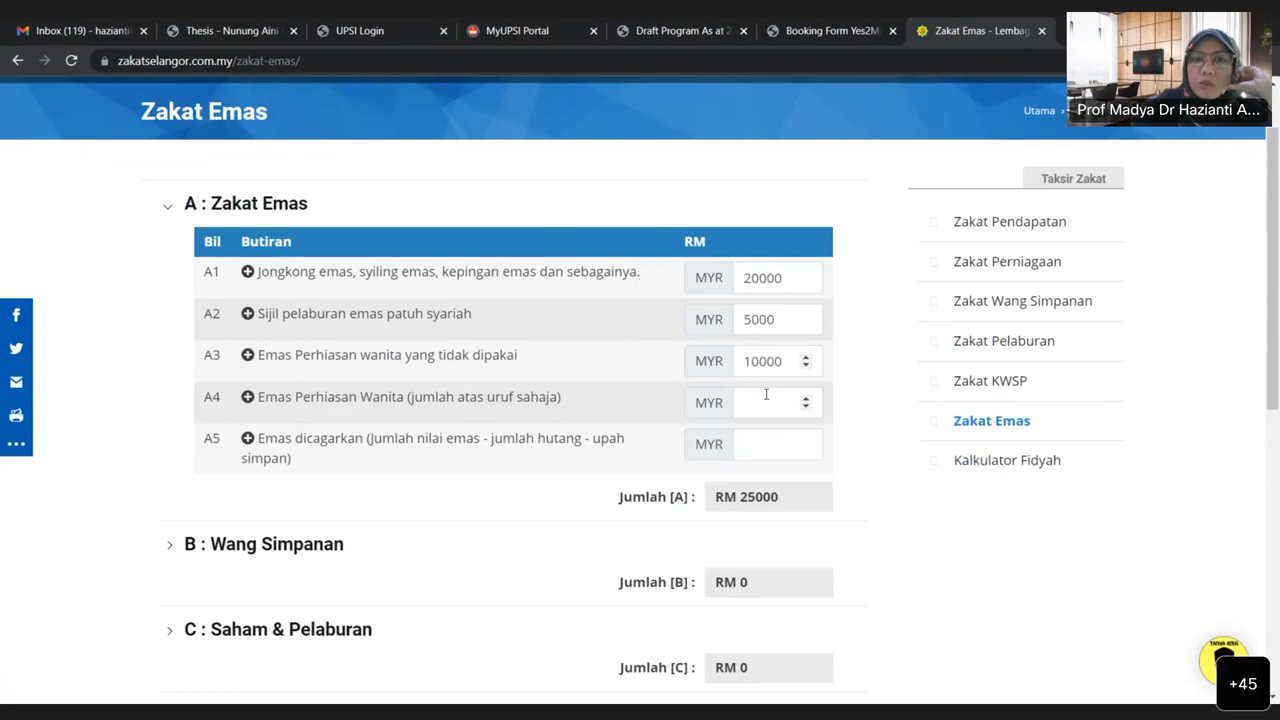 Inbox (119) - hazianti
Thesis - Nunung Aini
UPSI Login
MyUPSI Portal
Draft Program As at 2
Booking Form Yes2M
Zakat Emas - Lembag
zakatselangor.com.my/zakat-emas/
Prof Madya Dr Hazianti A...
Zakat Emas
Utama ›
A : Zakat Emas
Bil Butiran RM
A1 Jongkong emas, syiling emas, kepingan emas dan sebagainya. MYR 20000
A2 Sijil pelaburan emas patuh syariah MYR 5000
A3 Emas Perhiasan wanita yang tidak dipakai MYR 10000
A4 Emas Perhiasan Wanita (jumlah atas uruf sahaja) MYR
A5 Emas dicagarkan (Jumlah nilai emas - jumlah hutang - upah MYR
simpan)
Jumlah [A] : RM 25000
B : Wang Simpanan
Jumlah [B] : RM 0
C : Saham & Pelaburan
Jumlah [C] : RM 0
Taksir Zakat
Zakat Pendapatan
Zakat Perniagaan
Zakat Wang Simpanan
Zakat Pelaburan
Zakat KWSP
Zakat Emas
Kalkulator Fidyah
TANYA AMIL
+45